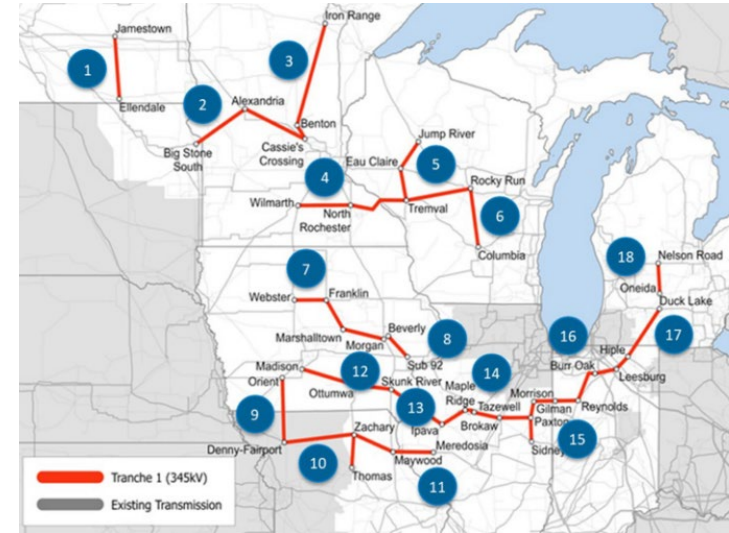 Iron Range
Jamestown
3
1
2
Alexandria
Ellendale
Benton
Big Stone
South
Cassie's
Crossing
Jump River
Eau Claire
5
4
Rocky Run
Wilmarth
North
Rochester
Tremval
6
Columbia
18
Nelson Road
Oneida
Duck Lake
7
Webster
Franklin
Beverly
Marshalltown
Morgan
8
Sub 92
16
17
Hiple
Burr Oak
Leesburg
Madison
Orient
12
Ottumwa
Skunk River
14
Maple
Ridge
Morrison
Tazewell
Gilman
Reynolds
13
Ipava
Brokaw
Paxton
15
Sidney
9
Denny-Fairport
Zachary
Meredosia
10
Thomas
Maywood
11
Tranche 1 (345kV)
Existing Transmission